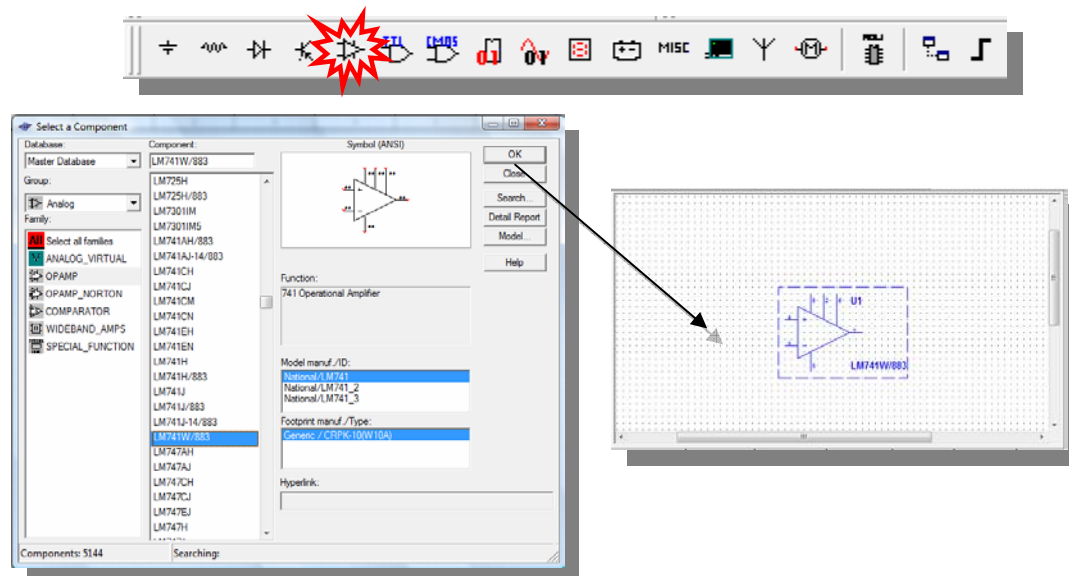 TTL CMOS MISC
Select a Component
Database:
Master Database
Group:
Analog
Family:
All Select all families
ANALOG_VIRTUAL
OPAMP
OPAMP_NORTON
COMPARATOR
WIDEBAND_AMPS
SPECIAL_FUNCTION
Component:
LM741W/883
LM725H
LM725H/883
LM7301IM
LM7301IM5
LM741AH/883
LM741AJ-14/883
LM741CH
LM741CJ
LM741CM
LM741CN
LM741EH
LM741EN
LM741H
LM741H/883
LM741J
LM741J/883
LM741J-14/883
LM741W/883
LM747AH
LM747AJ
LM747CH
LM747CJ
LM747EJ
LM747H
Symbol (ANSI)
Function:
741 Operational Amplifier
Model manuf./ID:
National/LM741
National/LM741_2
National/LM741_3
Footprint manuf./Type:
Generic / CRPK-10(W10A)
Hyperlink:
OK
Close
Search...
Detail Report
Model...
Help
Components: 5144
Searching:
U1
LM741W/883